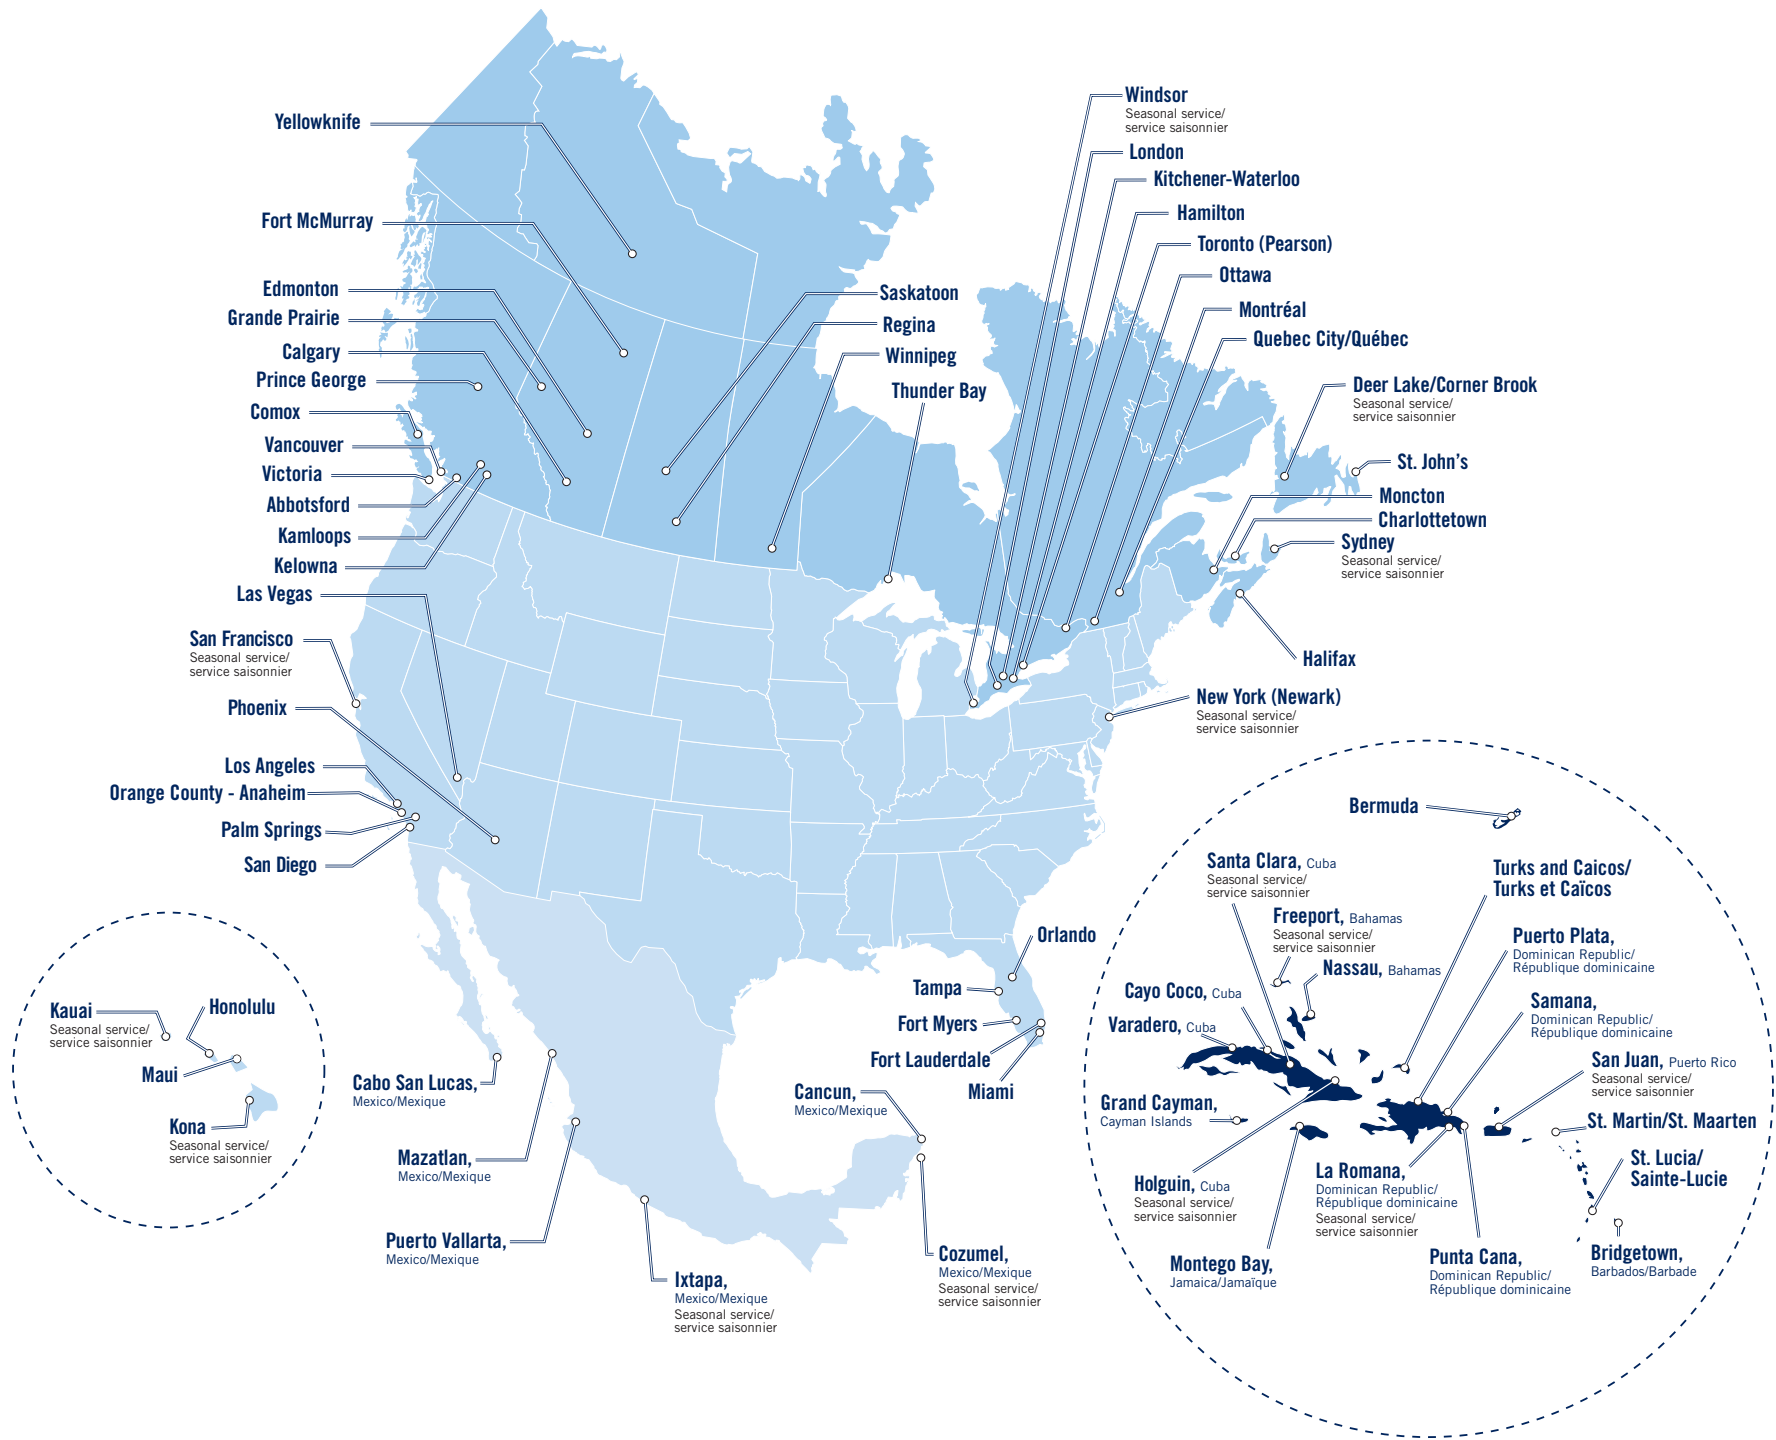 Yellowknife
Fort McMurray
Edmonton
Grande Prairie
Calgary
Prince George
Comox
Vancouver
Victoria
Abbotsford
Kamloops
Kelowna
Las Vegas
San Francisco
Seasonal service/
service saisonnier
Phoenix
Los Angeles
Orange County - Anaheim
Palm Springs
San Diego
Saskatoon
Regina
Winnipeg
Thunder Bay
Windsor
Seasonal service/
service saisonnier
London
Kitchener-Waterloo
Hamilton
Toronto (Pearson)
Ottawa
Montréal
Quebec City/Québec
Deer Lake/Corner Brook
Seasonal service/
service saisonnier
St. John's
Moncton
Charlottetown
Sydney
Seasonal service/
service saisonnier
Halifax
New York (Newark)
Seasonal service/
service saisonnier
Orlando
Tampa
Fort Myers
Fort Lauderdale
Miami
Kauai
Seasonal service/
service saisonnier
Honolulu
Maui
Kona
Seasonal service/
service saisonnier
Cabo San Lucas,
Mexico/Mexique
Mazatlan,
Mexico/Mexique
Puerto Vallarta,
Mexico/Mexique
Ixtapa,
Mexico/Mexique
Seasonal service/
service saisonnier
Cancun,
Mexico/Mexique
Cozumel,
Mexico/Mexique
Seasonal service/
service saisonnier
Bermuda
Santa Clara, Cuba
Seasonal service/
service saisonnier
Freeport, Bahamas
Seasonal service/
service saisonnier
Nassau, Bahamas
Cayo Coco, Cuba
Varadero, Cuba
Grand Cayman,
Cayman Islands
Holguin, Cuba
Seasonal service/
service saisonnier
Montego Bay,
Jamaica/Jamaïque
Turks and Caicos/
Turks et Caïcos
Puerto Plata,
Dominican Republic/
République dominicaine
Samana,
Dominican Republic/
République dominicaine
San Juan, Puerto Rico
Seasonal service/
service saisonnier
St. Martin/St. Maarten
St. Lucia/
Sainte-Lucie
La Romana,
Dominican Republic/
République dominicaine
Seasonal service/
service saisonnier
Punta Cana,
Dominican Republic/
République dominicaine
Bridgetown,
Barbados/Barbade